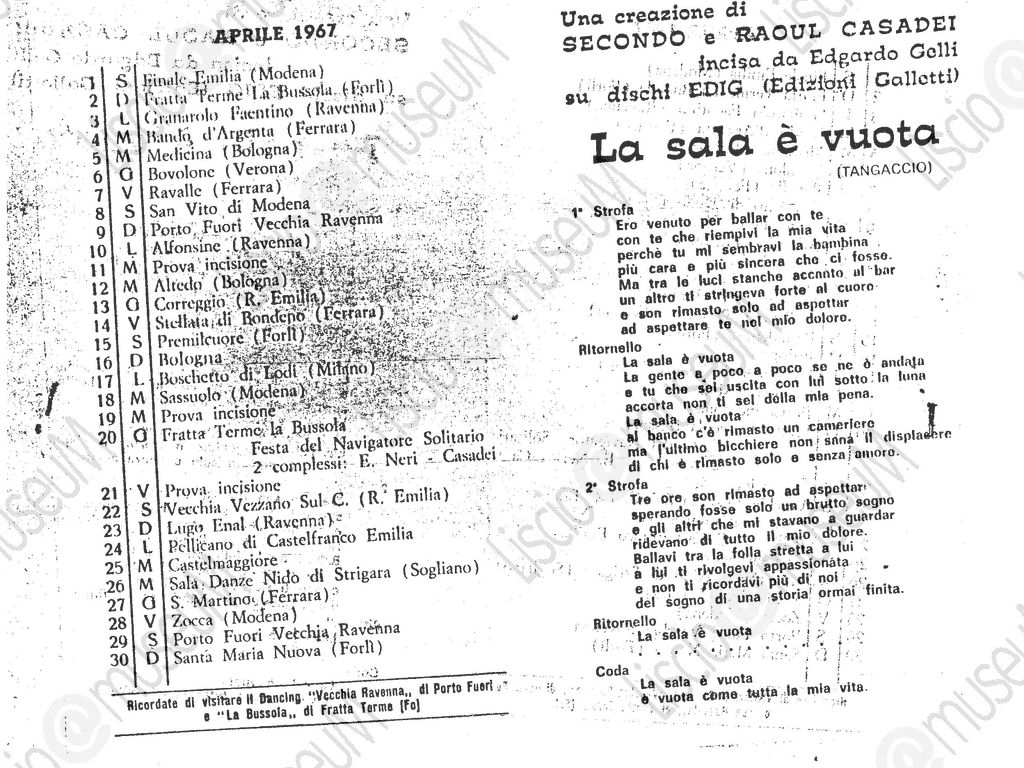 APRILE 1967
1 S Finale Emilia (Modena)
2 D Fratta Terme La Bussola (Forlì)
3 L Granarolo Faentino (Ravenna)
4 M Bando d'Argenta (Ferrara)
5 M Medicina (Bologna)
6 G Bovolone (Verona)
7 V Ravalle (Ferrara)
8 S San Vito di Modena
9 D Porto Fuori Vecchia Ravenna
10 L Alfonsine (Ravenna)
11 M Prova incisione
12 M Altedo (Bologna)
13 G Correggio (R. Emilia)
14 V Stellata di Bondeno (Ferrara)
15 S Premilcuore (Forlì)
16 D Bologna
17 L Boschetto di Lodi (Milano)
18 M Sassuolo (Modena)
19 M Prova incisione
20 G Fratta Terme la Bussola
Festa del Navigatore Solitario
2 complessi: E. Neri - Casadei
21 V Prova incisione
22 S Vecchia Vezzano Sul C. (R. Emilia)
23 D Lugo Enal (Ravenna)
24 L Pellicano di Castelfranco Emilia
25 M Castelmaggiore
26 M Sala Danze Nido di Strigara (Sogliano)
27 G S. Martino (Ferrara)
28 V Zocca (Modena)
29 S Porto Fuori Vetchia Ravenna
30 D Santa Maria Nuova (Forlì)
Ricordate di visitare il Dancing "Vecchia Ravenna,, di Porto Fuori
e "La Bussola,, di Fratta Terme (Fo)
Una creazione di
SECONDO e RAOUL CASADEI
incisa da Edgardo Gelli
su dischi EDIG (Edizioni Galletti)
La sala è vuota
(TANGACCIO)
1ª Strofa
Ero venuto per ballar con te
con te che riempivi la mia vita
perchè tu mi sembravi la bambina
più cara e più sincera che ci fosse.
Ma tra le luci stanche accanto al bar
un altro ti stringeva forte al cuore
e son rimasto solo ad aspettar
ad aspettare te nel mio dolore.
Ritornello
La sala è vuota
La gente a poco a poco se ne è andata
e tu che sei uscita con lui sotto la luna
accorta non ti sei della mia pena.
La sala è vuota
al banco c'è rimasto un cameriere
ma l'ultimo bicchiere non sana il dispiacere
di chi è rimasto solo e senza amore.
2ª Strofa
Tre ore son rimasto ad aspettar
sperando fosse solo un brutto sogno
e gli altri che mi stavano a guardar
ridevano di tutto il mio dolore.
Ballavi tra la folla stretta a lui
a lui ti rivolgevi appassionata
e non ti ricordavi più di noi
del sogno di una storia ormai finita.
Ritornello
La sala è vuota
. . . . . . . . . .
Coda
La sala è vuota
è vuota come tutta la mia vita.
Liscio@museuM